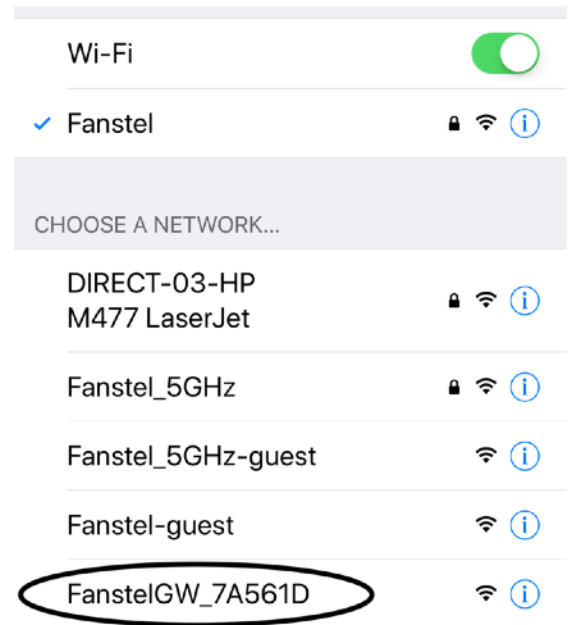 Wi-Fi
Fanstel
CHOOSE A NETWORK...
DIRECT-03-HP
M477 LaserJet
Fanstel_5GHz
Fanstel_5GHz-guest
Fanstel-guest
FanstelGW_7A561D